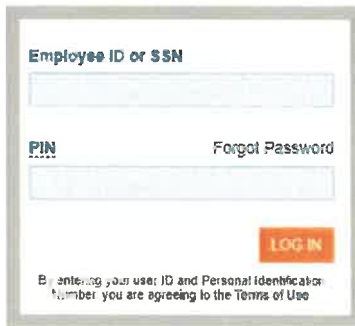 Employee ID or SSN
PIN Forgot Password
LOG IN
By entering your user ID and Personal Identification
Number you are agreeing to the Terms of Use